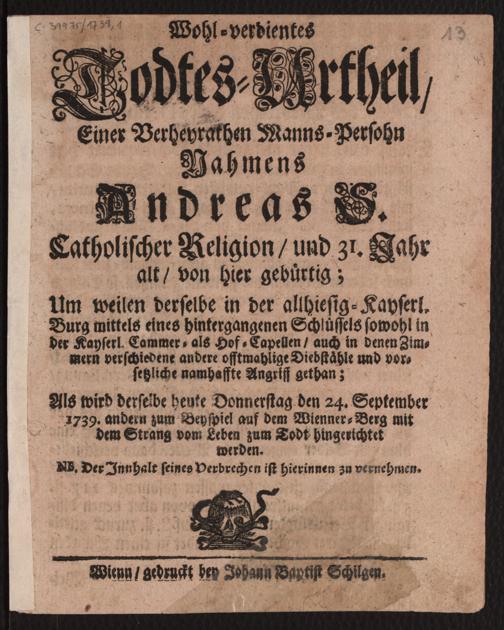 C-39975/1739,1
13
Wohl-verdientes
Todtes-Urtheil/
Einer Verheyrathen Manns-Persohn
Nahmens
Andreas S.
Catholischer Religion/ und 31. Jahr
alt/ von hier gebürtig;
Um weilen derselbe in der allhiesig-Kayserl.
Burg mittels eines hintergangenen Schlüssels sowohl in
der Kayserl. Cammer- als Hof-Capellen/ auch in denen Zim-
mern verschiedene andere offtmahlige Diebstähle und vor-
setzliche namhaffte Angriff gethan;
Als wird derselbe heute Donnerstag den 24. September
1739. andern zum Beyspiel auf dem Wienner-Berg mit
dem Strang vom Leben zum Todt hingerichtet
werden.
NB. Der Innhalt seines Verbrechen ist hierinnen zu vernehmen.
Wienn/ gedruckt bey Johann Baptist Schilgen.